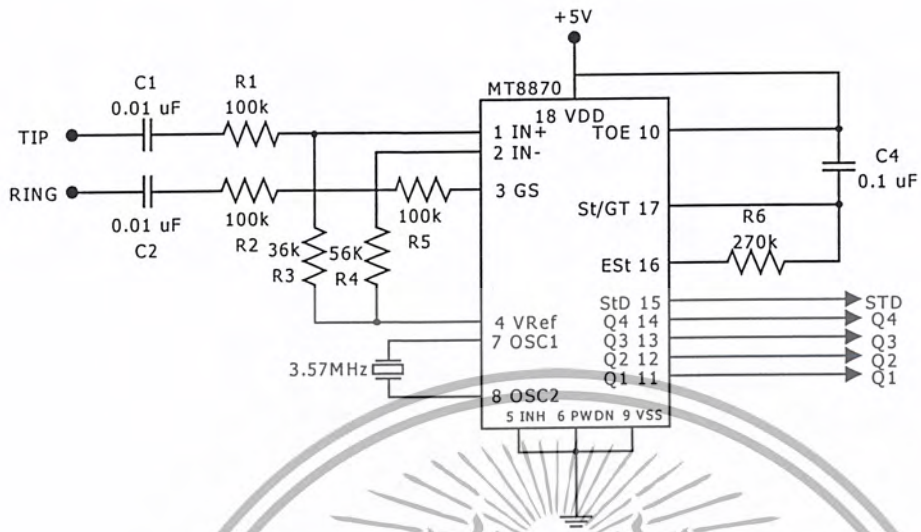 +5V
MT8870
C1
0.01 uF
R1
100k
TIP
RING
0.01 uF
C2
100k
R2
100k
R5
36k
R3
56K
R4
3.57MHz
18 VDD
1 IN+
2 IN-
3 GS
4 VRef
7 OSC1
8 OSC2
5 INH
6 PWDN
9 VSS
TOE 10
St/GT 17
ESt 16
StD 15
Q4 14
Q3 13
Q2 12
Q1 11
C4
0.1 uF
R6
270k
STD
Q4
Q3
Q2
Q1